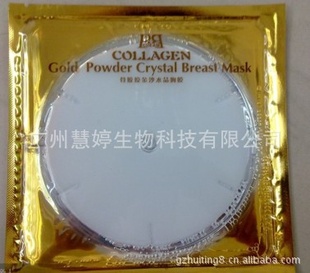 COLLAGEN
Gold Powder Crystal Breast Mask
广州慧婷生物科技有限公司
gzhuiting8.cn.alibaba.com